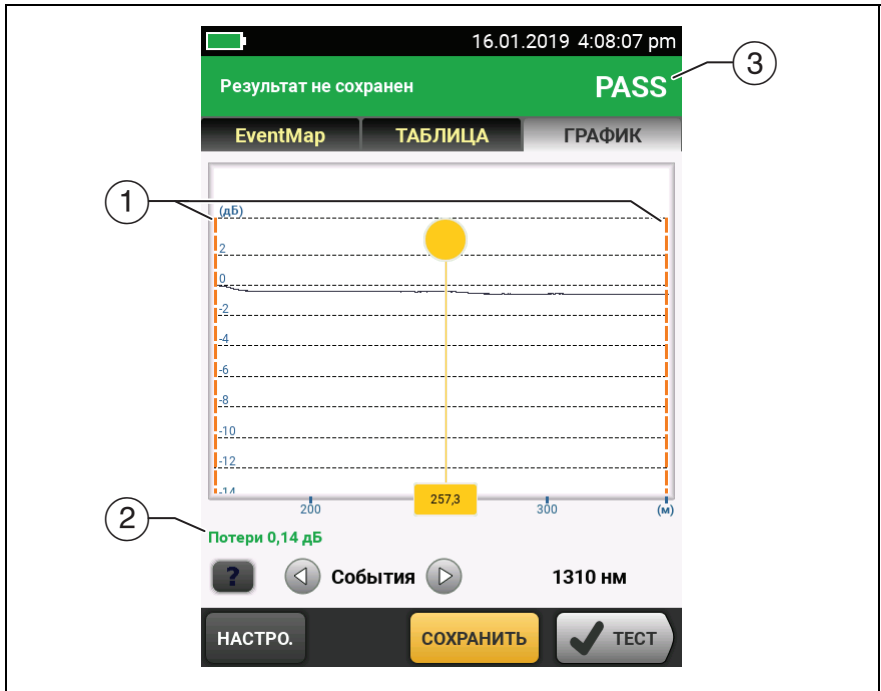 16.01.2019 4:08:07 pm
Результат не сохранен PASS
3
EventMap ТАБЛИЦА ГРАФИК
1
(дБ)
2
0
-2
-4
-6
-8
-10
-12
-14
200 257,3 300 (м)
2
Потери 0,14 дБ
? События 1310 нм
НАСТРО. СОХРАНИТЬ ТЕСТ